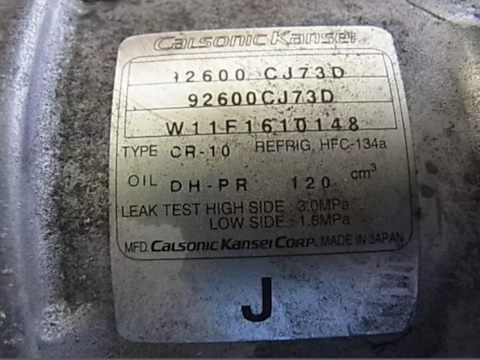 CALSONIC KANSEI
92600 CJ73D
92600CJ73D
W11F1610148
TYPE CR-10 REFRIG, HFC-134a
OIL DH-PR 120 cm³
LEAK TEST HIGH SIDE : 3.0MPa
LOW SIDE : 1.6MPa
MFD. CALSONIC KANSEI CORP. MADE IN JAPAN
J